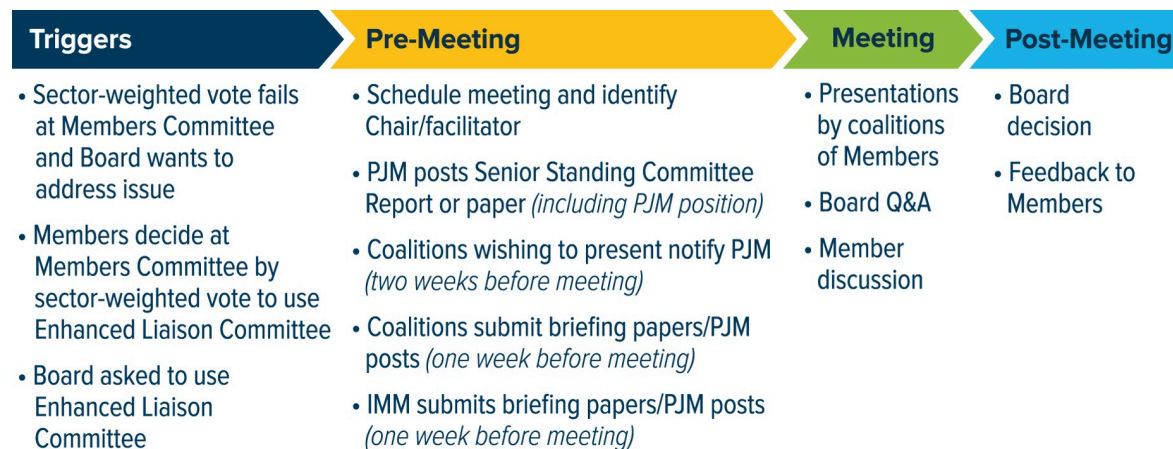 Triggers
• Sector-weighted vote fails
at Members Committee
and Board wants to
address issue
• Members decide at
Members Committee by
sector-weighted vote to use
Enhanced Liaison Committee
• Board asked to use
Enhanced Liaison
Committee
Pre-Meeting
• Schedule meeting and identify
Chair/facilitator
• PJM posts Senior Standing Committee
Report or paper (including PJM position)
• Coalitions wishing to present notify PJM
(two weeks before meeting)
• Coalitions submit briefing papers/PJM
posts (one week before meeting)
• IMM submits briefing papers/PJM posts
(one week before meeting)
Meeting
• Presentations
by coalitions
of Members
• Board Q&A
• Member
discussion
Post-Meeting
• Board
decision
• Feedback to
Members